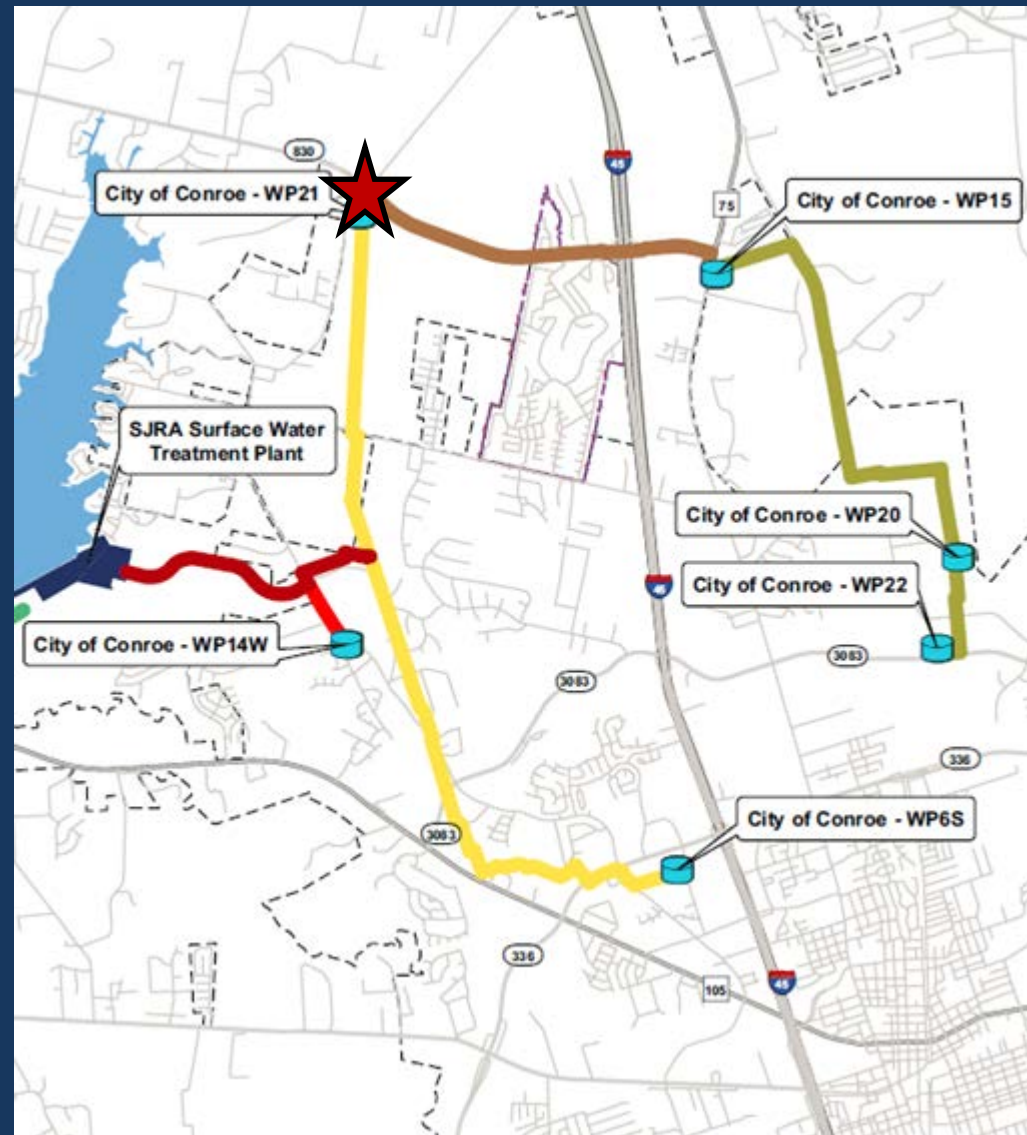 830
45
City of Conroe - WP21
75
City of Conroe - WP15
SJRA Surface Water
Treatment Plant
City of Conroe - WP20
45
City of Conroe - WP22
City of Conroe - WP14W
3083
3083
336
City of Conroe - WP6S
3083
336
105
45